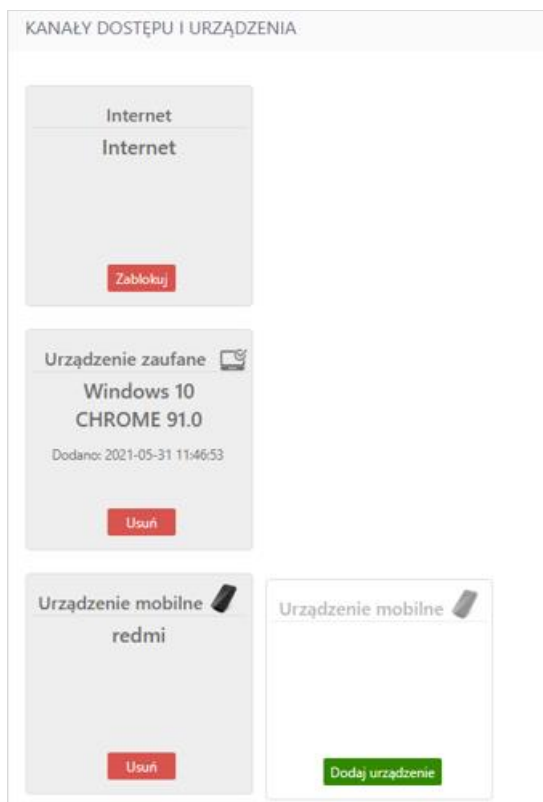 KANAŁY DOSTĘPU I URZĄDZENIA
Internet
Internet
Zablokuj
Urządzenie zaufane
Windows 10
CHROME 91.0
Dodano: 2021-05-31 11:46:53
Usuń
Urządzenie mobilne
redmi
Usuń
Urządzenie mobilne
Dodaj urządzenie